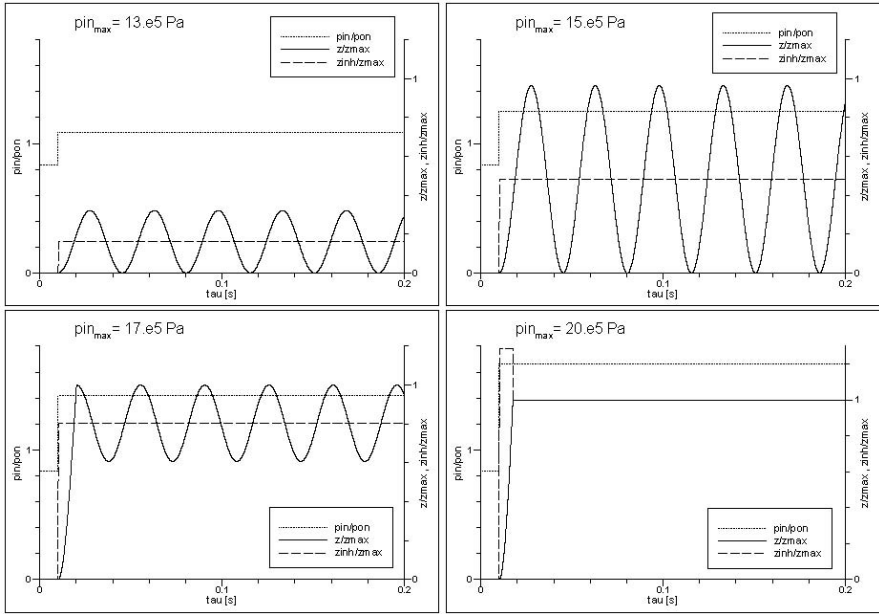 pin_max = 13.e5 Pa
pin/pon
z/zmax
zinh/zmax
1
1
0
0
0
0.1
0.2
tau [s]
pin/pon
z/zmax , zinh/zmax
pin_max = 15.e5 Pa
pin/pon
z/zmax
zinh/zmax
1
1
0
0
0
0.1
0.2
tau [s]
pin/pon
z/zmax , zinh/zmax
pin_max = 17.e5 Pa
pin/pon
z/zmax
zinh/zmax
1
1
0
0
0
0.1
0.2
tau [s]
pin/pon
z/zmax , zinh/zmax
pin_max = 20.e5 Pa
pin/pon
z/zmax
zinh/zmax
1
1
0
0
0
0.1
0.2
tau [s]
pin/pon
z/zmax , zinh/zmax